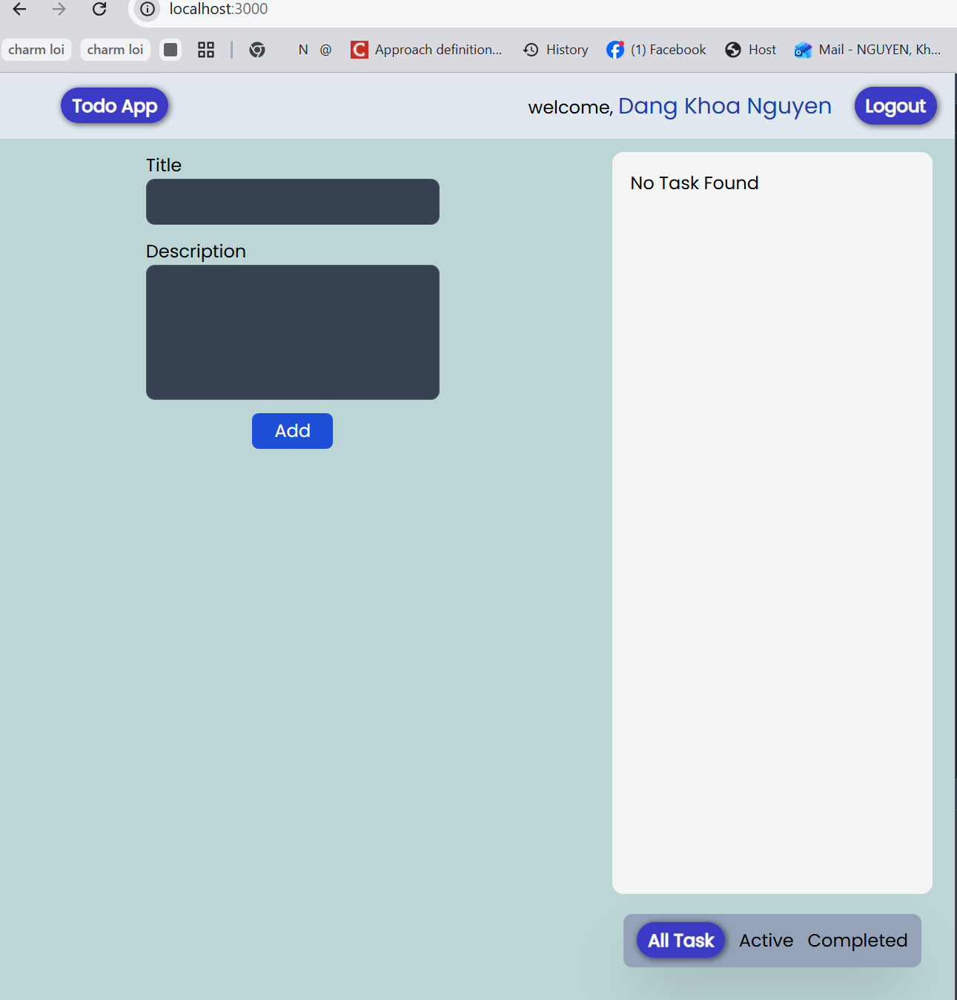 localhost:3000
charm loi charm loi N @ Approach definition... History (1) Facebook Host Mail - NGUYEN, Kh...
Todo App welcome, Dang Khoa Nguyen Logout
Title
No Task Found
Description
Add
All Task Active Completed